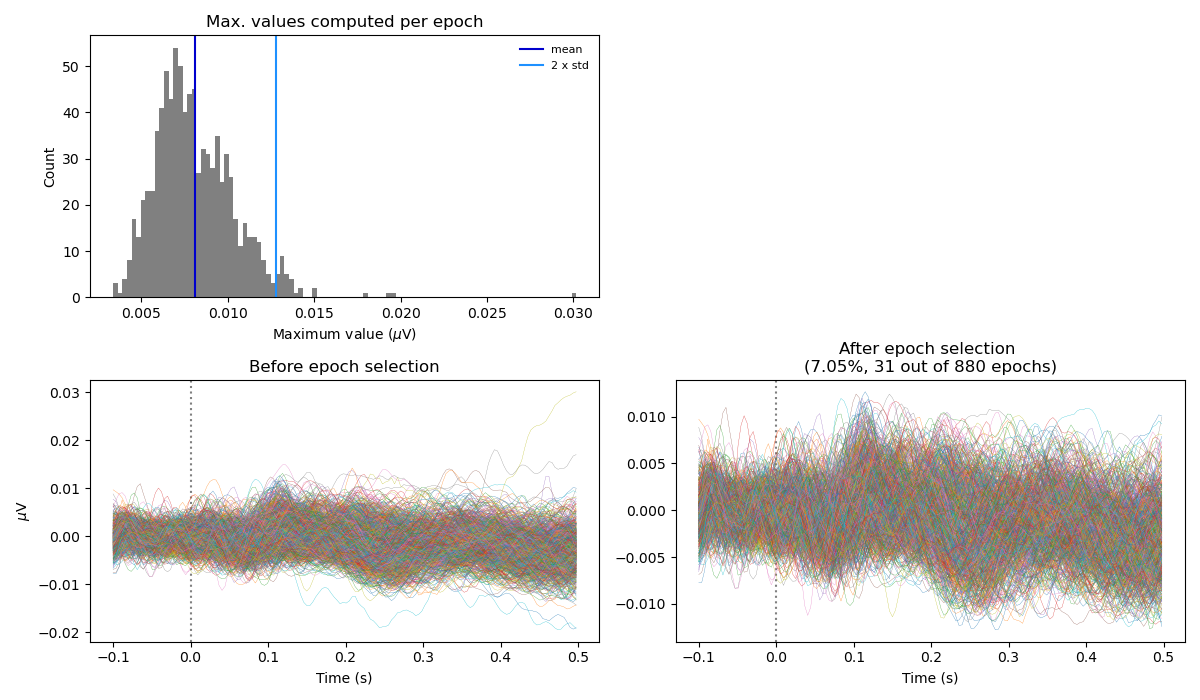 Max. values computed per epoch
mean
2 x std
Count
50
40
30
20
10
0
0.005 0.010 0.015 0.020 0.025 0.030
Maximum value (μV)
Before epoch selection
μV
0.03
0.02
0.01
0.00
−0.01
−0.02
−0.1 0.0 0.1 0.2 0.3 0.4 0.5
Time (s)
After epoch selection
(7.05%, 31 out of 880 epochs)
0.010
0.005
0.000
−0.005
−0.010
−0.1 0.0 0.1 0.2 0.3 0.4 0.5
Time (s)